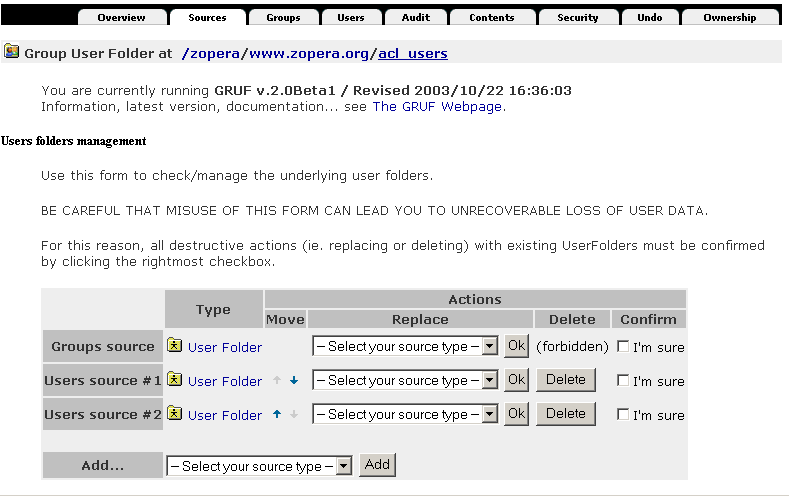 Overview Sources Groups Users Audit Contents Security Undo Ownership
Group User Folder at /zopera/www.zopera.org/acl_users
You are currently running GRUF v.2.0Beta1 / Revised 2003/10/22 16:36:03
Information, latest version, documentation... see The GRUF Webpage.
Users folders management
Use this form to check/manage the underlying user folders.
BE CAREFUL THAT MISUSE OF THIS FORM CAN LEAD YOU TO UNRECOVERABLE LOSS OF USER DATA.
For this reason, all destructive actions (ie. replacing or deleting) with existing UserFolders must be confirmed
by clicking the rightmost checkbox.
Type Actions
Move Replace Delete Confirm
Groups source User Folder -- Select your source type -- Ok (forbidden) I'm sure
Users source #1 User Folder -- Select your source type -- Ok Delete I'm sure
Users source #2 User Folder -- Select your source type -- Ok Delete I'm sure
Add... -- Select your source type -- Add